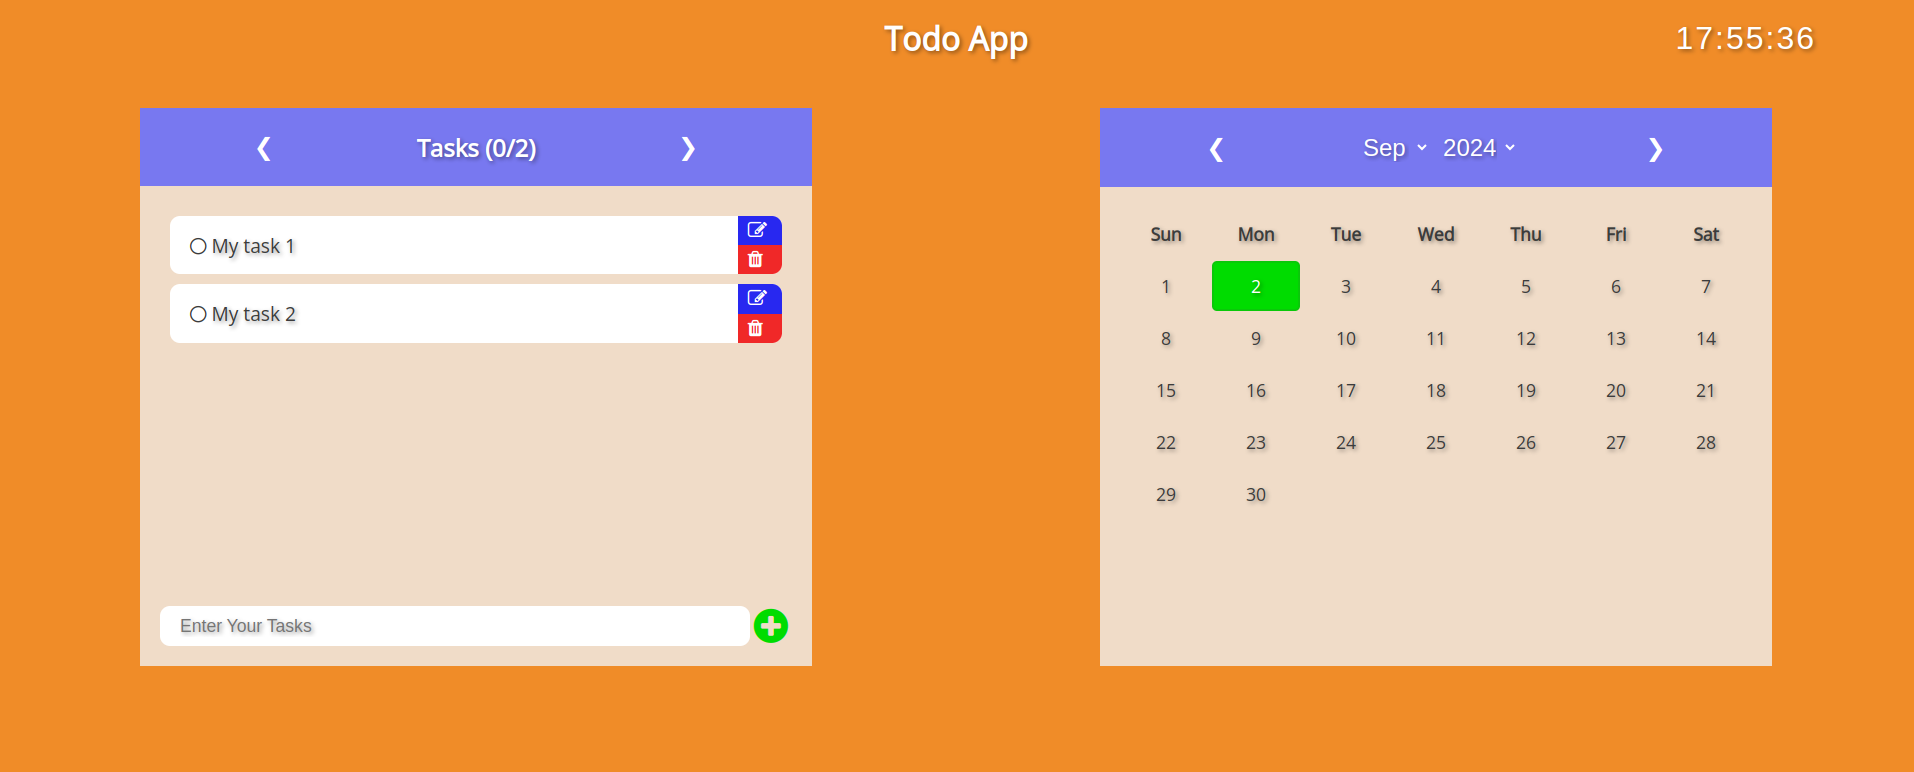 Todo App
17:55:36
❮ Tasks (0/2) ❯
My task 1
My task 2
Enter Your Tasks
❮ Sep 2024 ❯
Sun Mon Tue Wed Thu Fri Sat
1 2 3 4 5 6 7
8 9 10 11 12 13 14
15 16 17 18 19 20 21
22 23 24 25 26 27 28
29 30